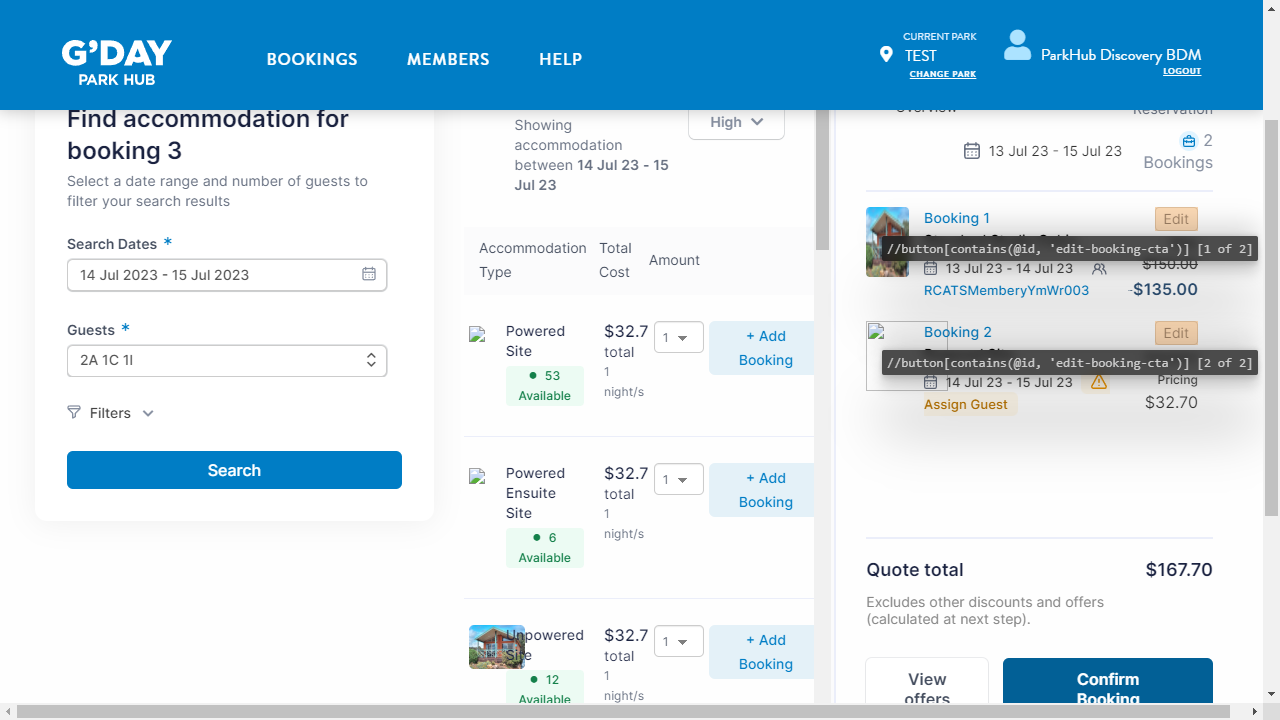 G'DAY
PARK HUB
BOOKINGS
MEMBERS
HELP
CURRENT PARK
TEST
CHANGE PARK
ParkHub Discovery BDM
LOGOUT
Find accommodation for
booking 3
Select a date range and number of guests to
filter your search results
Search Dates *
14 Jul 2023 - 15 Jul 2023
Guests *
2A 1C 1I
Filters
Search
Showing
accommodation
between 14 Jul 23 - 15
Jul 23
High
Accommodation
Type
Total
Cost
Amount
Powered
Site
53
Available
$32.7
total
1
night/s
1
+ Add
Booking
Powered
Ensuite
Site
6
Available
$32.7
total
1
night/s
1
+ Add
Booking
Unpowered
Site
12
Available
$32.7
total
1
night/s
1
+ Add
Booking
Overview
Reservation
13 Jul 23 - 15 Jul 23
2
Bookings
Booking 1
Edit
//button[contains(@id, 'edit-booking-cta')] [1 of 2]
13 Jul 23 - 14 Jul 23
$150.00
RCATSMemberyYmWr003
-$135.00
Booking 2
Edit
//button[contains(@id, 'edit-booking-cta')] [2 of 2]
14 Jul 23 - 15 Jul 23
Pricing
Assign Guest
$32.70
Quote total
$167.70
Excludes other discounts and offers
(calculated at next step).
View
offers
Confirm
Booking